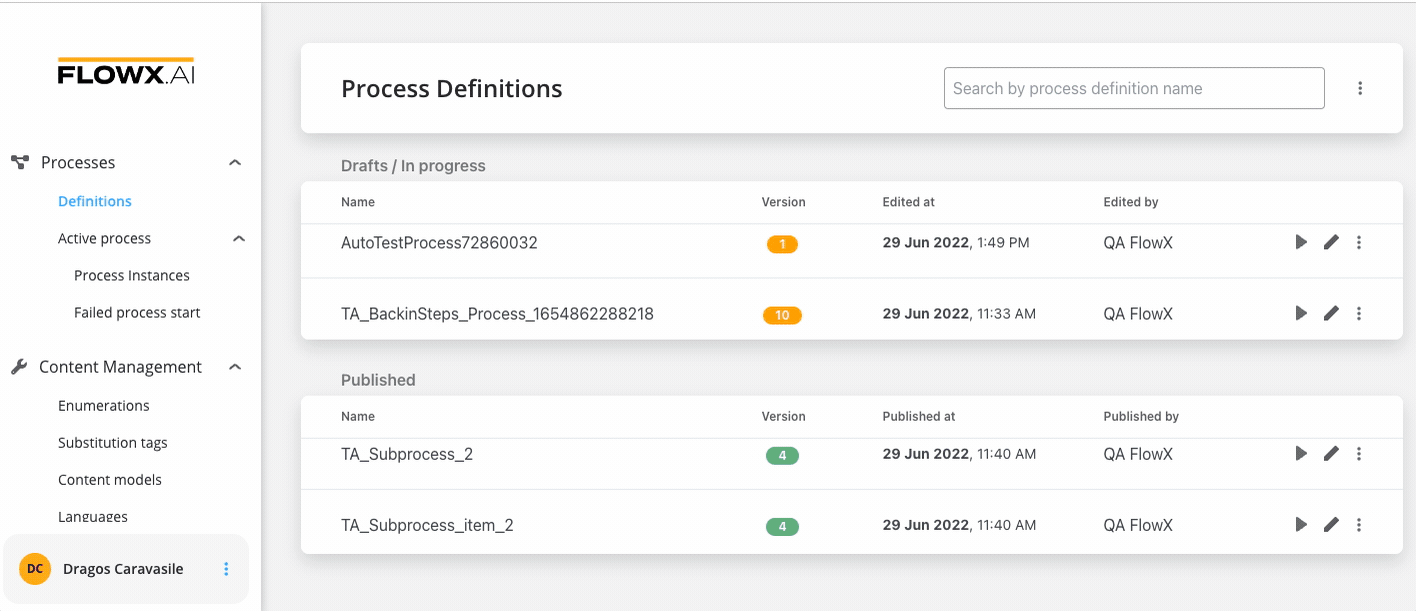 FLOWX.AI
Processes
Definitions
Active process
Process Instances
Failed process start
Content Management
Enumerations
Substitution tags
Content models
Languages
DC Dragos Caravasile
Process Definitions
Search by process definition name
Drafts / In progress
Name Version Edited at Edited by
AutoTestProcess72860032 1 29 Jun 2022, 1:49 PM QA FlowX
TA_BackinSteps_Process_1654862288218 10 29 Jun 2022, 11:33 AM QA FlowX
Published
Name Version Published at Published by
TA_Subprocess_2 4 29 Jun 2022, 11:40 AM QA FlowX
TA_Subprocess_item_2 4 29 Jun 2022, 11:40 AM QA FlowX